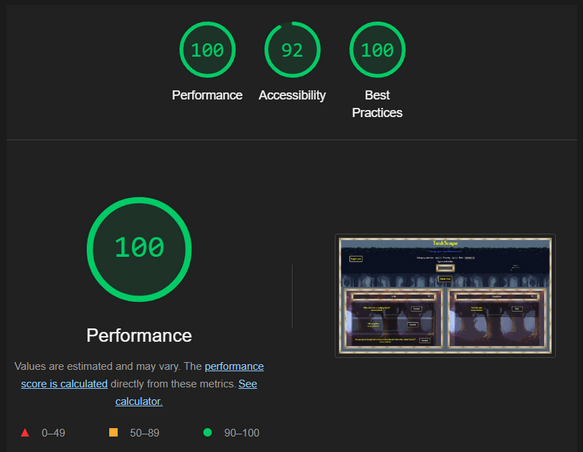 100
92
100
Performance
Accessibility
Best
Practices
100
Performance
Values are estimated and may vary. The performance
score is calculated directly from these metrics. See
calculator.
0–49
50–89
90–100
TaskScape